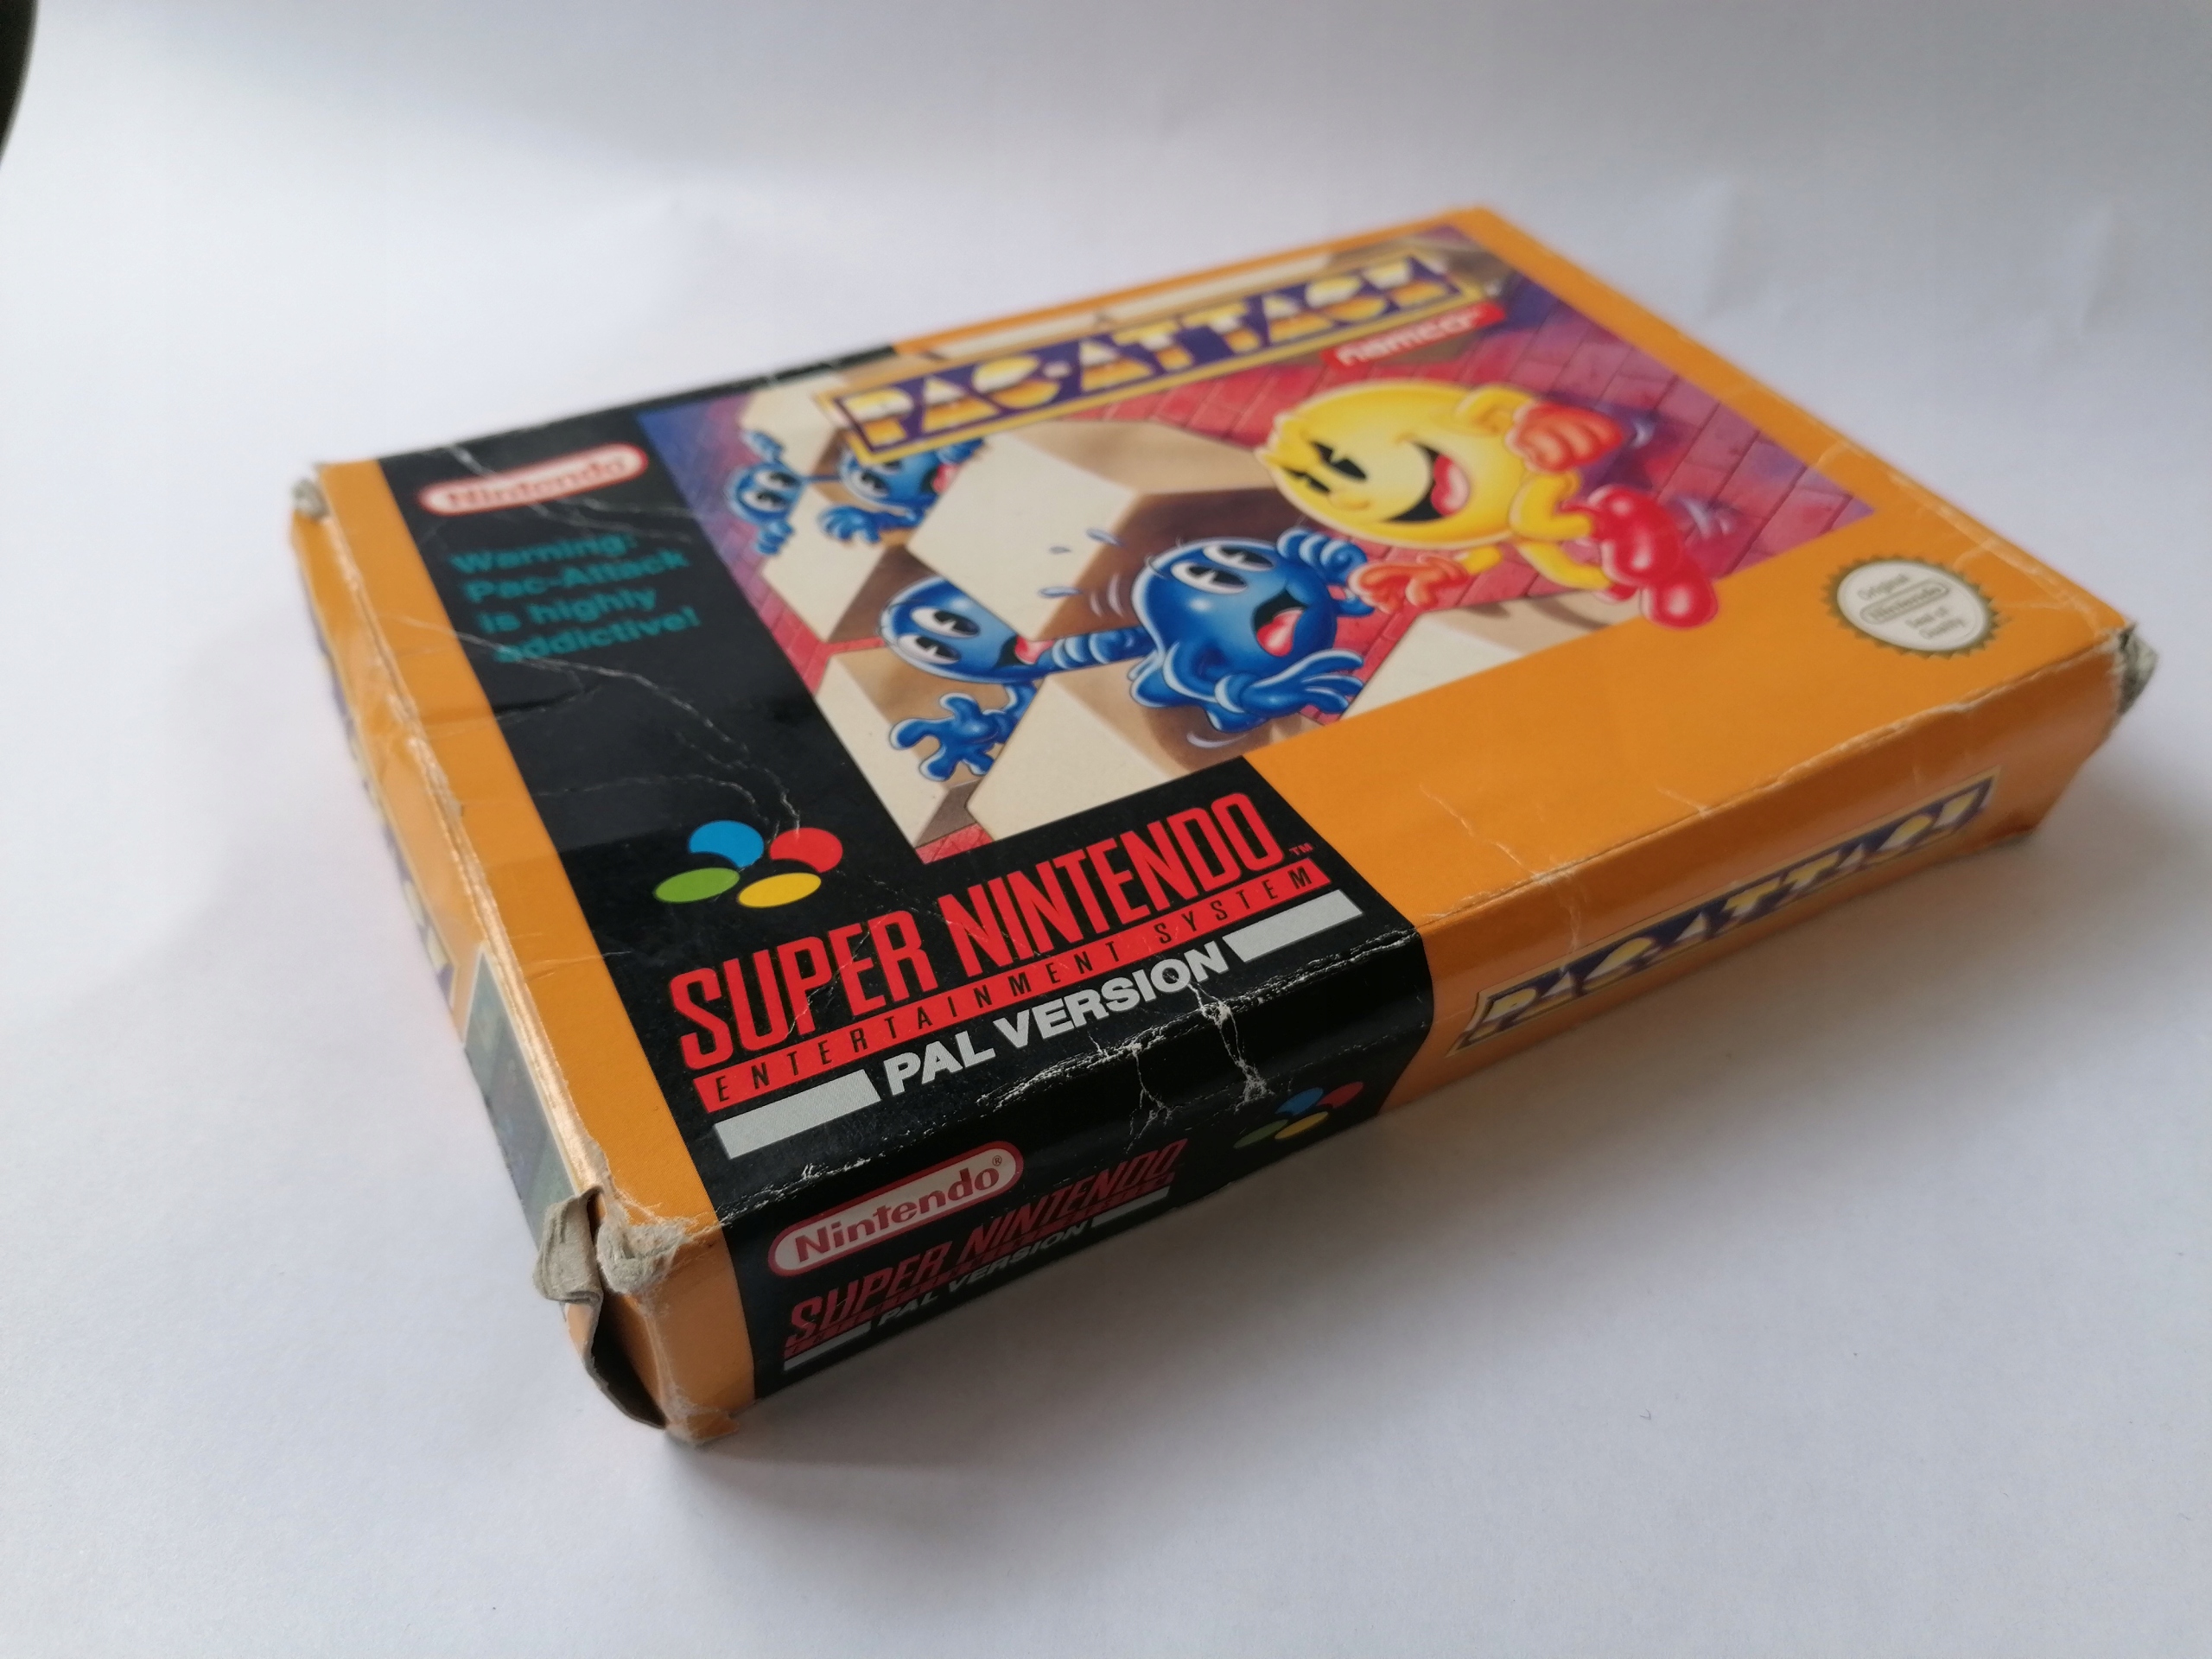 PAC-ATTACK
namco
Nintendo
Warning:
Pac-Attack
is highly
addictive!
Original
Nintendo
Seal of
Quality
SUPER NINTENDO™
ENTERTAINMENT SYSTEM
PAL VERSION
PAC-ATTACK
Nintendo®
SUPER NINTENDO
PAL VERSION